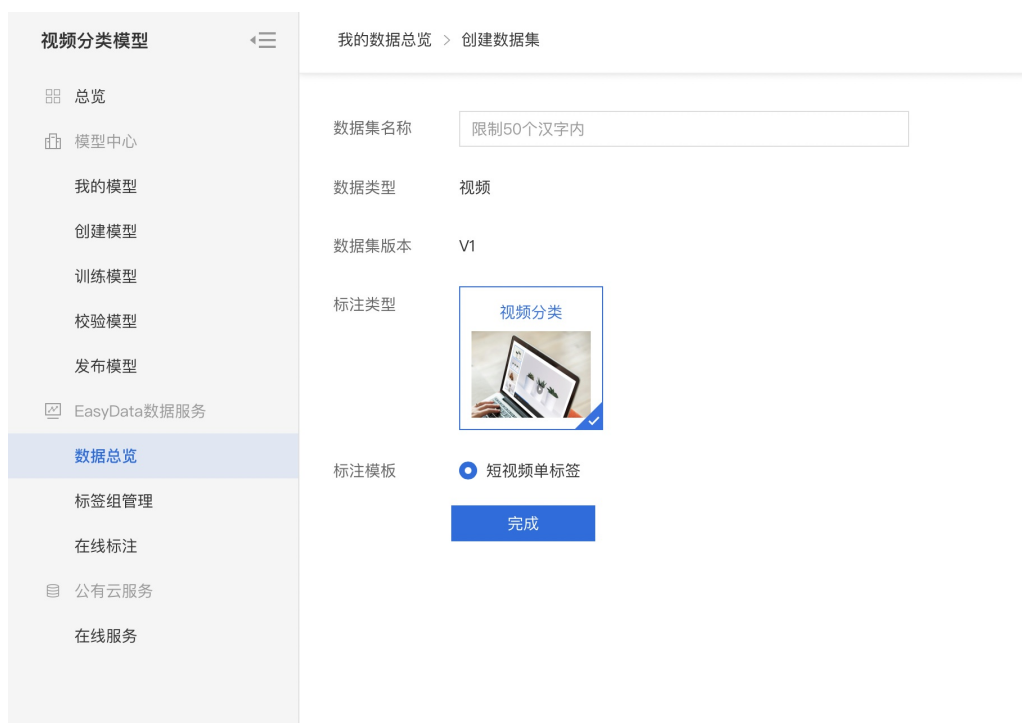 视频分类模型
总览
模型中心
我的模型
创建模型
训练模型
校验模型
发布模型
EasyData数据服务
数据总览
标签组管理
在线标注
公有云服务
在线服务
我的数据总览 > 创建数据集
数据集名称 限制50个汉字内
数据类型 视频
数据集版本 V1
标注类型 视频分类
标注模板 短视频单标签
完成